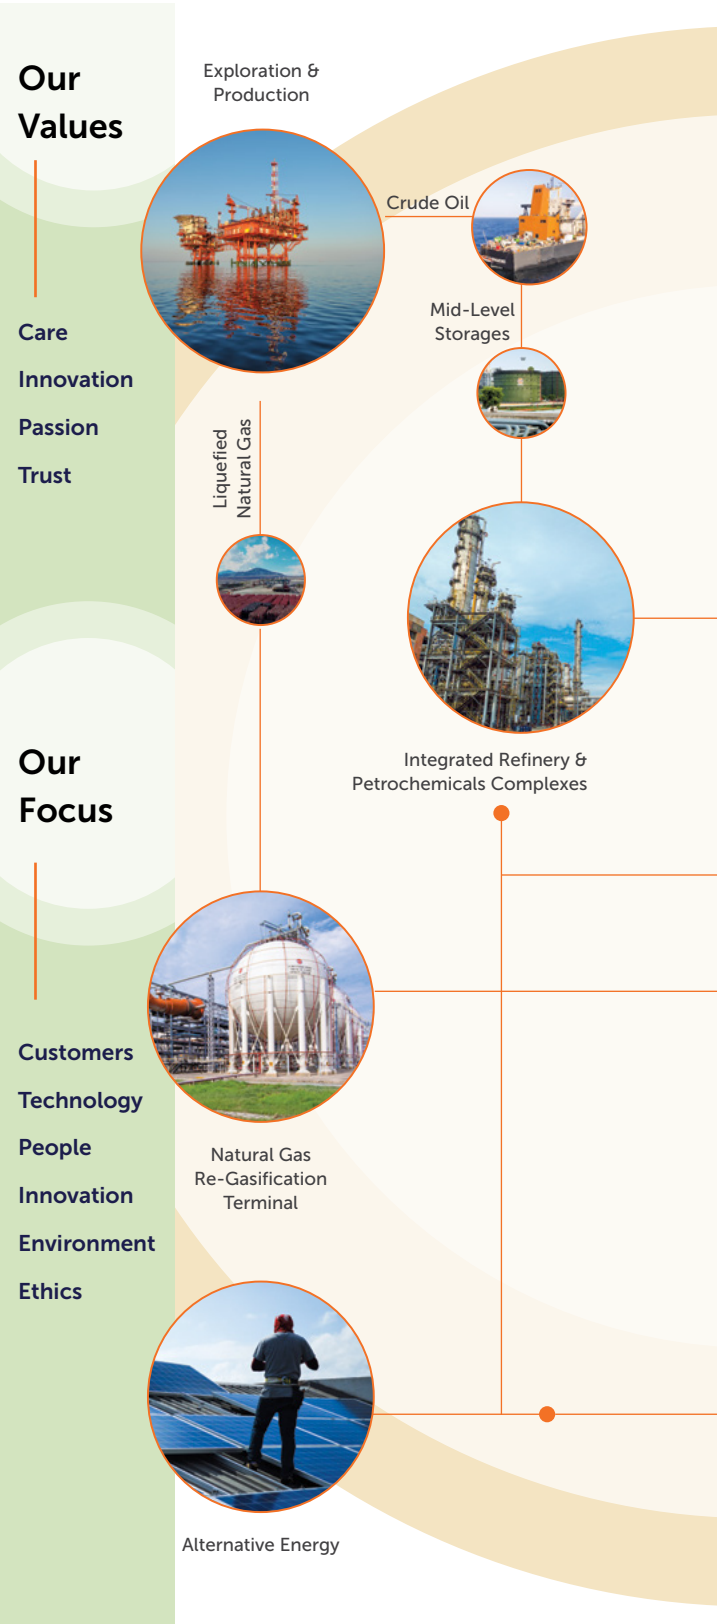 Our
Values
Care
Innovation
Passion
Trust
Our
Focus
Customers
Technology
People
Innovation
Environment
Ethics
Exploration &
Production
Crude Oil
Mid-Level
Storages
Liquefied
Natural Gas
Integrated Refinery &
Petrochemicals Complexes
Natural Gas
Re-Gasification
Terminal
Alternative Energy